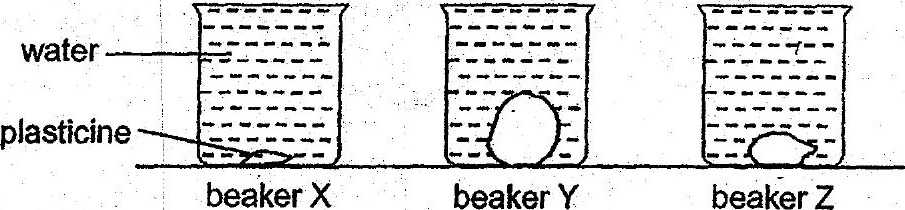 water
plasticine
beaker X
beaker Y
beaker Z